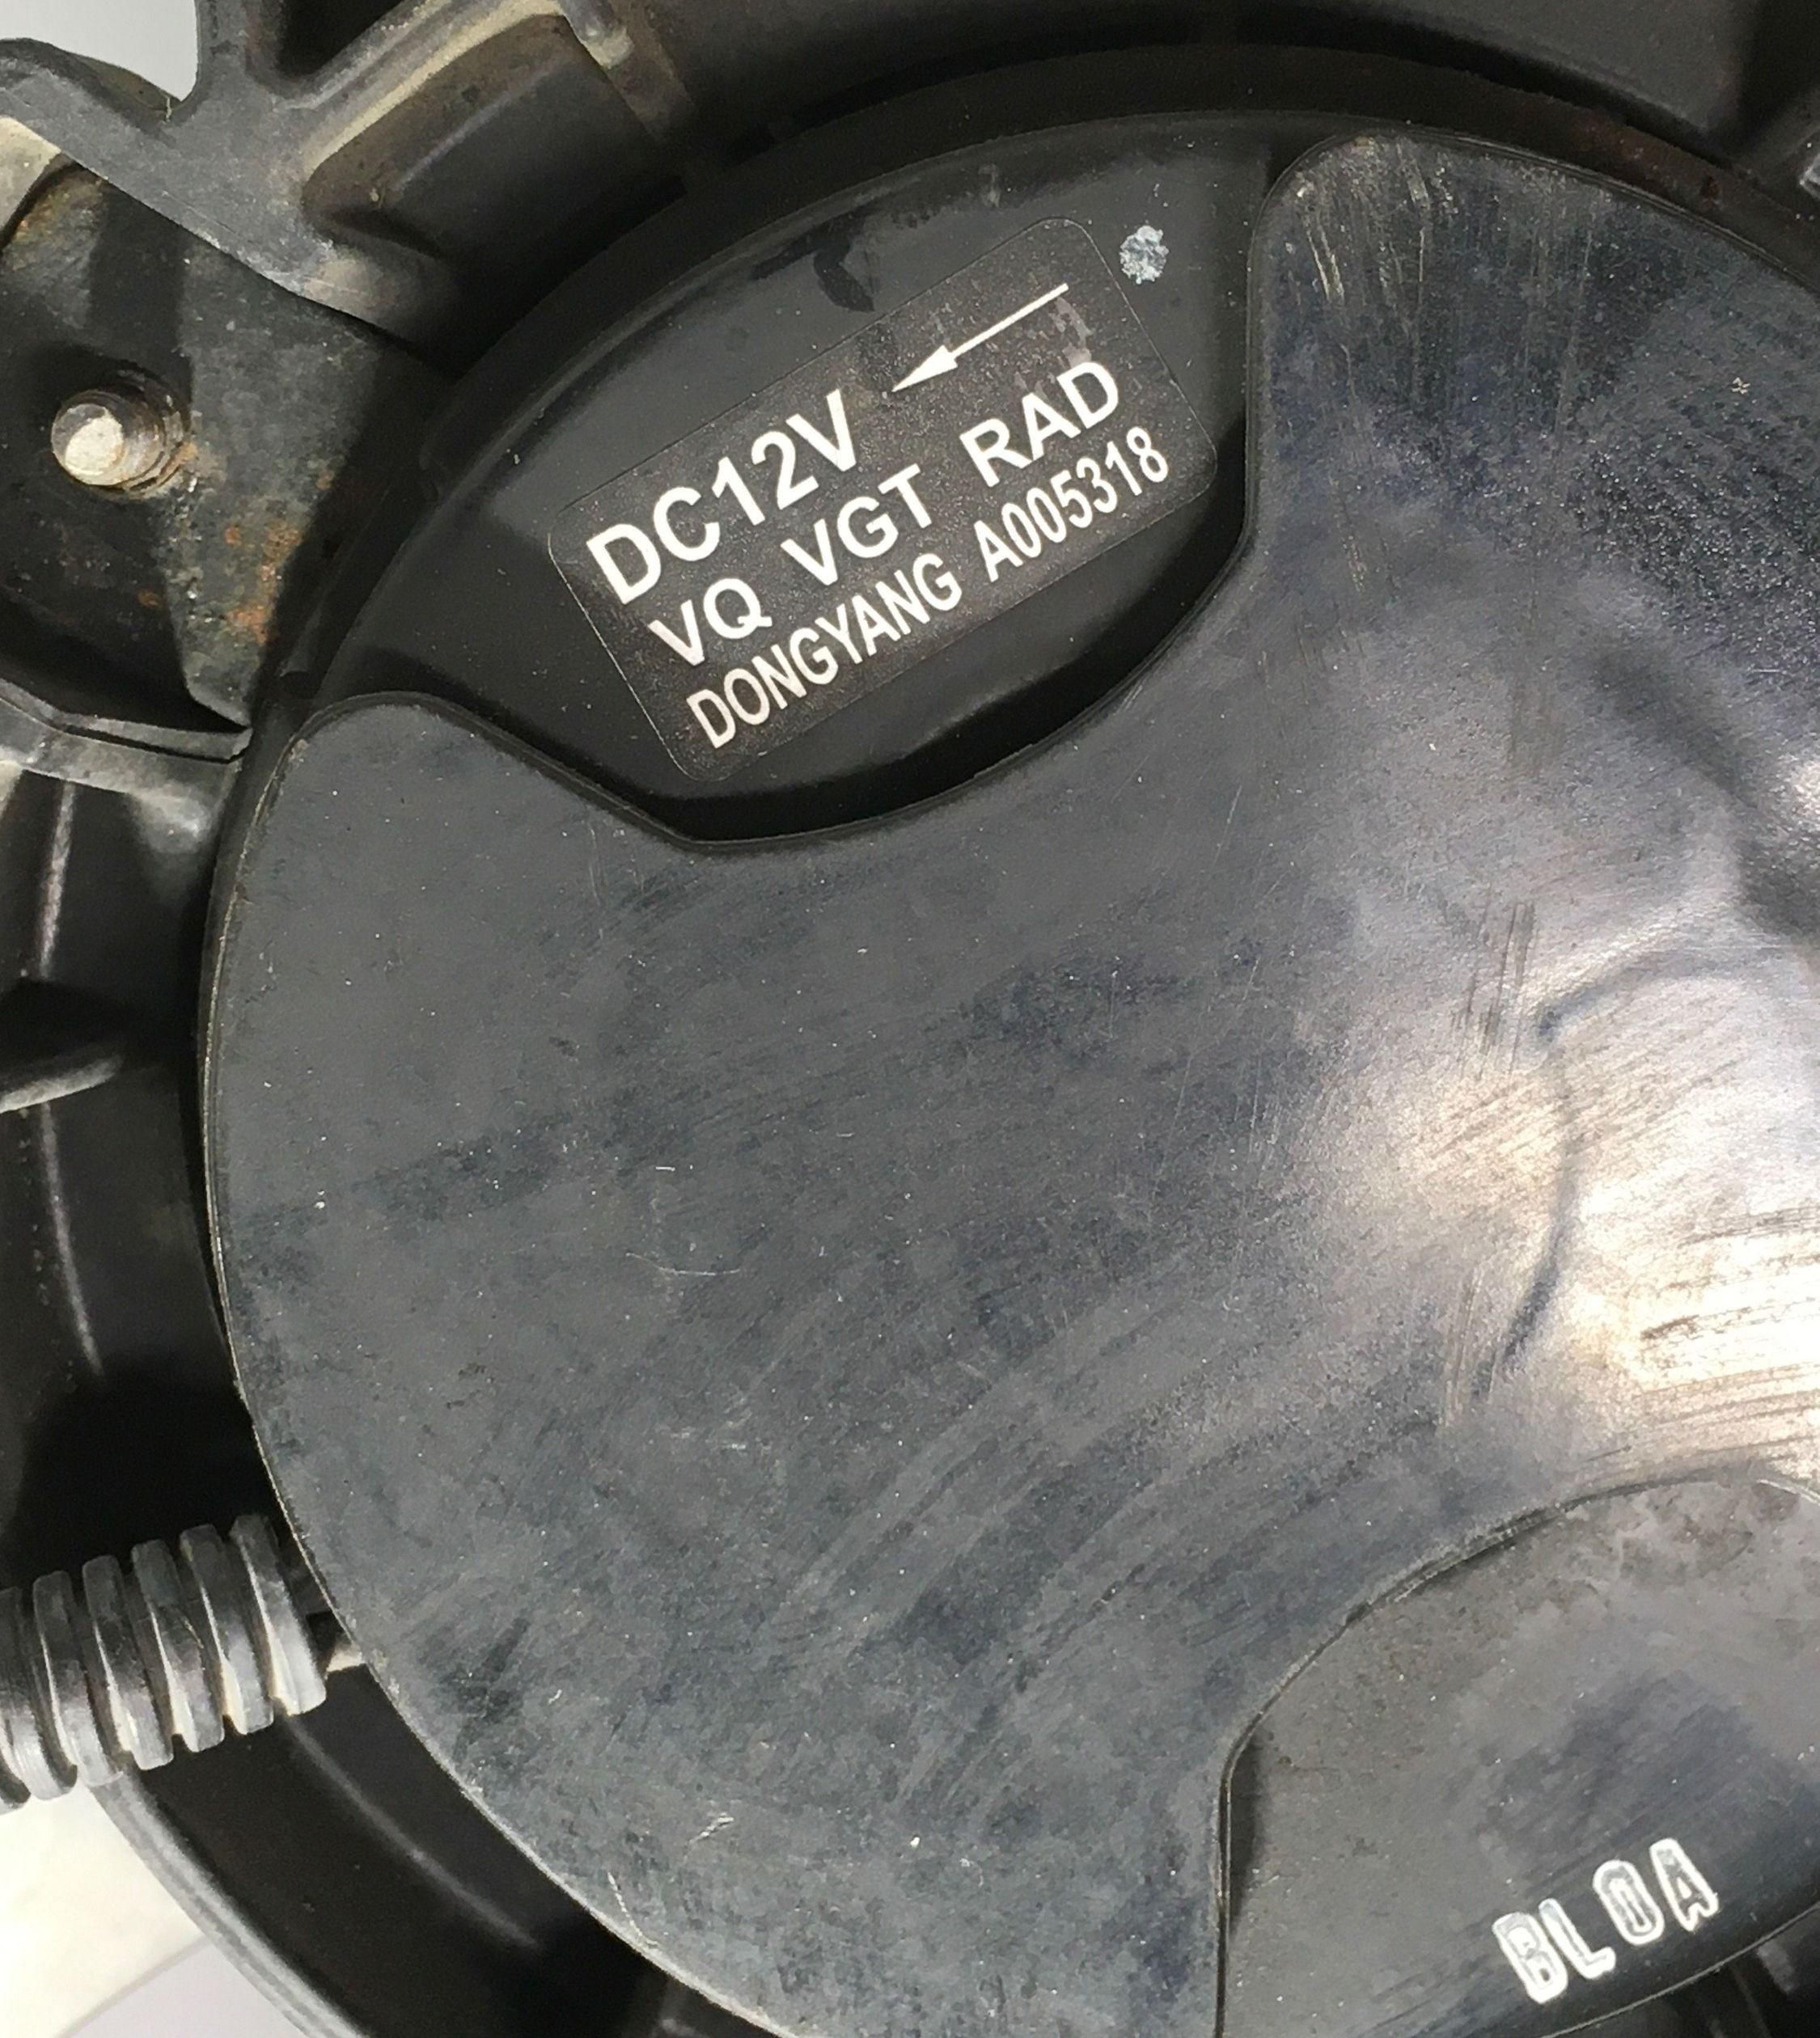 DC12V
VQ VGT RAD
DONGYANG A005318
BL0A